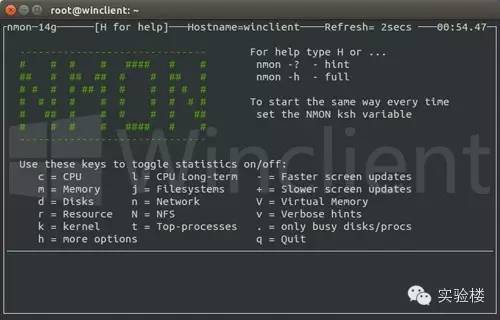 root@winclient: ~
nmon-14g [H for help] Hostname=winclient Refresh= 2secs 00:54.47
nmon
For help type H or ...
nmon -? - hint
nmon -h - full
To start the same way every time
set the NMON ksh variable
Winclient
Use these keys to toggle statistics on/off:
c = CPU l = CPU Long-term - = Faster screen updates
m = Memory j = Filesystems + = Slower screen updates
d = Disks n = Network V = Virtual Memory
r = Resource N = NFS v = Verbose hints
k = kernel t = Top-processes . = only busy disks/procs
h = more options q = Quit
实验楼